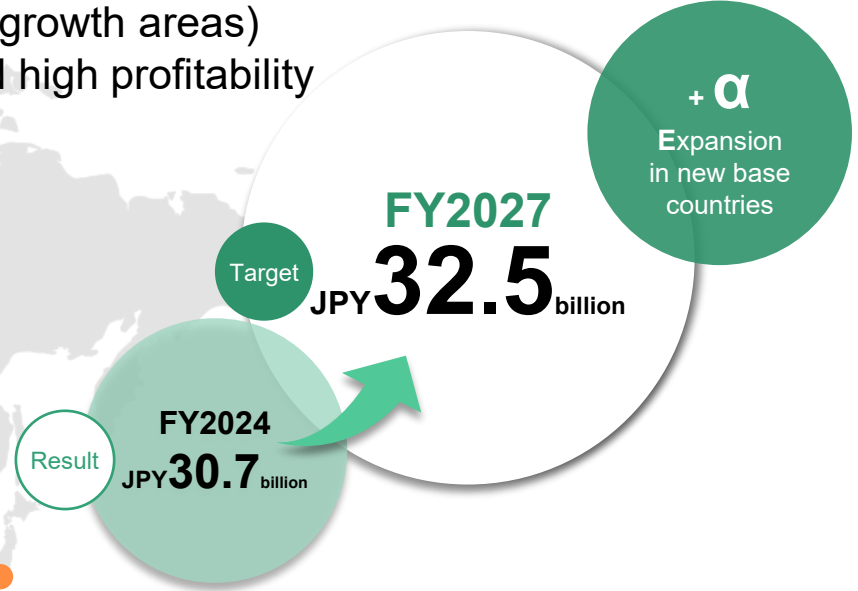 growth areas)
high profitability
+ α
Expansion
in new base
countries
FY2027
Target
JPY32.5billion
FY2024
Result
JPY30.7billion